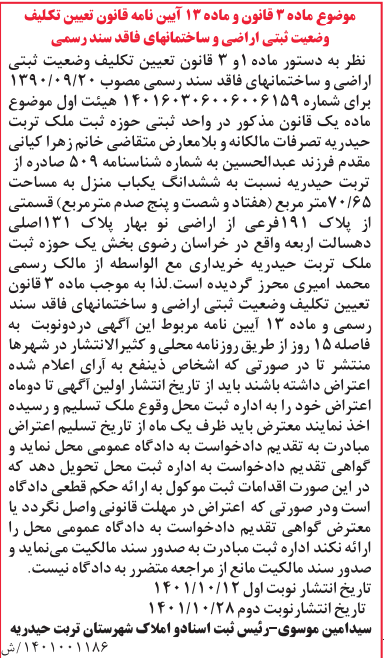 موضوع ماده ۳ قانون و ماده ۱۳ آیین نامه قانون تعیین تکلیف
وضعیت ثبتی اراضی و ساختمانهای فاقد سند رسمی
نظر به دستور ماده ۱و ۳ قانون تعیین تکلیف وضعیت ثبتی
اراضی و ساختمانهای فاقد سند رسمی مصوب ۱۳۹۰/۰۹/۲۰
برای شماره ۱۴۰۱۶۰۳۰۶۰۰۶۰۰۶۱۵۹ هیئت اول موضوع
ماده یک قانون مذکور در واحد ثبتی حوزه ثبت ملک تربت
حیدریه تصرفات مالکانه و بلامعارض متقاضی خانم زهرا کیانی
مقدم فرزند عبدالحسین به شماره شناسنامه ۵۰۹ صادره از
تربت حیدریه نسبت به ششدانگ یکباب منزل به مساحت
۷۰/۶۵متر مربع (هفتاد و شصت و پنج صدم مترمربع) قسمتی
از پلاک ۱۹۱فرعی از اراضی نو بهار پلاک ۱۳۱اصلی
دهسالت اربعه واقع در خراسان رضوی بخش یک حوزه ثبت
ملک تربت حیدریه خریداری مع الواسطه از مالک رسمی
محمد امیری محرز گردیده است.لذا به موجب ماده ۳ قانون
تعیین تکلیف وضعیت ثبتی اراضی و ساختمانهای فاقد سند
رسمی و ماده ۱۳ آیین نامه مربوط این آگهی دردونوبت به
فاصله ۱۵ روز از طریق روزنامه محلی و کثیرالانتشار در شهرها
منتشر تا در صورتی که اشخاص ذینفع به آرای اعلام شده
اعتراض داشته باشند باید از تاریخ انتشار اولین آگهی تا دوماه
اعتراض خود را به اداره ثبت محل وقوع ملک تسلیم و رسیده
اخذ نمایند معترض باید ظرف یک ماه از تاریخ تسلیم اعتراض
مبادرت به تقدیم دادخواست به دادگاه عمومی محل نماید و
گواهی تقدیم دادخواست به اداره ثبت محل تحویل دهد که
در این صورت اقدامات ثبت موکول به ارائه حکم قطعی دادگاه
است ودر صورتی که اعتراض در مهلت قانونی واصل نگردد یا
معترض گواهی تقدیم دادخواست به دادگاه عمومی محل را
ارائه نکند اداره ثبت مبادرت به صدور سند مالکیت می‌نماید و
صدور سند مالکیت مانع از مراجعه متضرر به دادگاه نیست.
تاریخ انتشار نوبت اول ۱۴۰۱/۱۰/۱۲
تاریخ انتشارنوبت دوم ۱۴۰۱/۱۰/۲۸
سیدامین موسوی-رئیس ثبت اسنادو املاک شهرستان تربت حیدریه
۱۴۰۱۰۰۱۱۸۶/ش